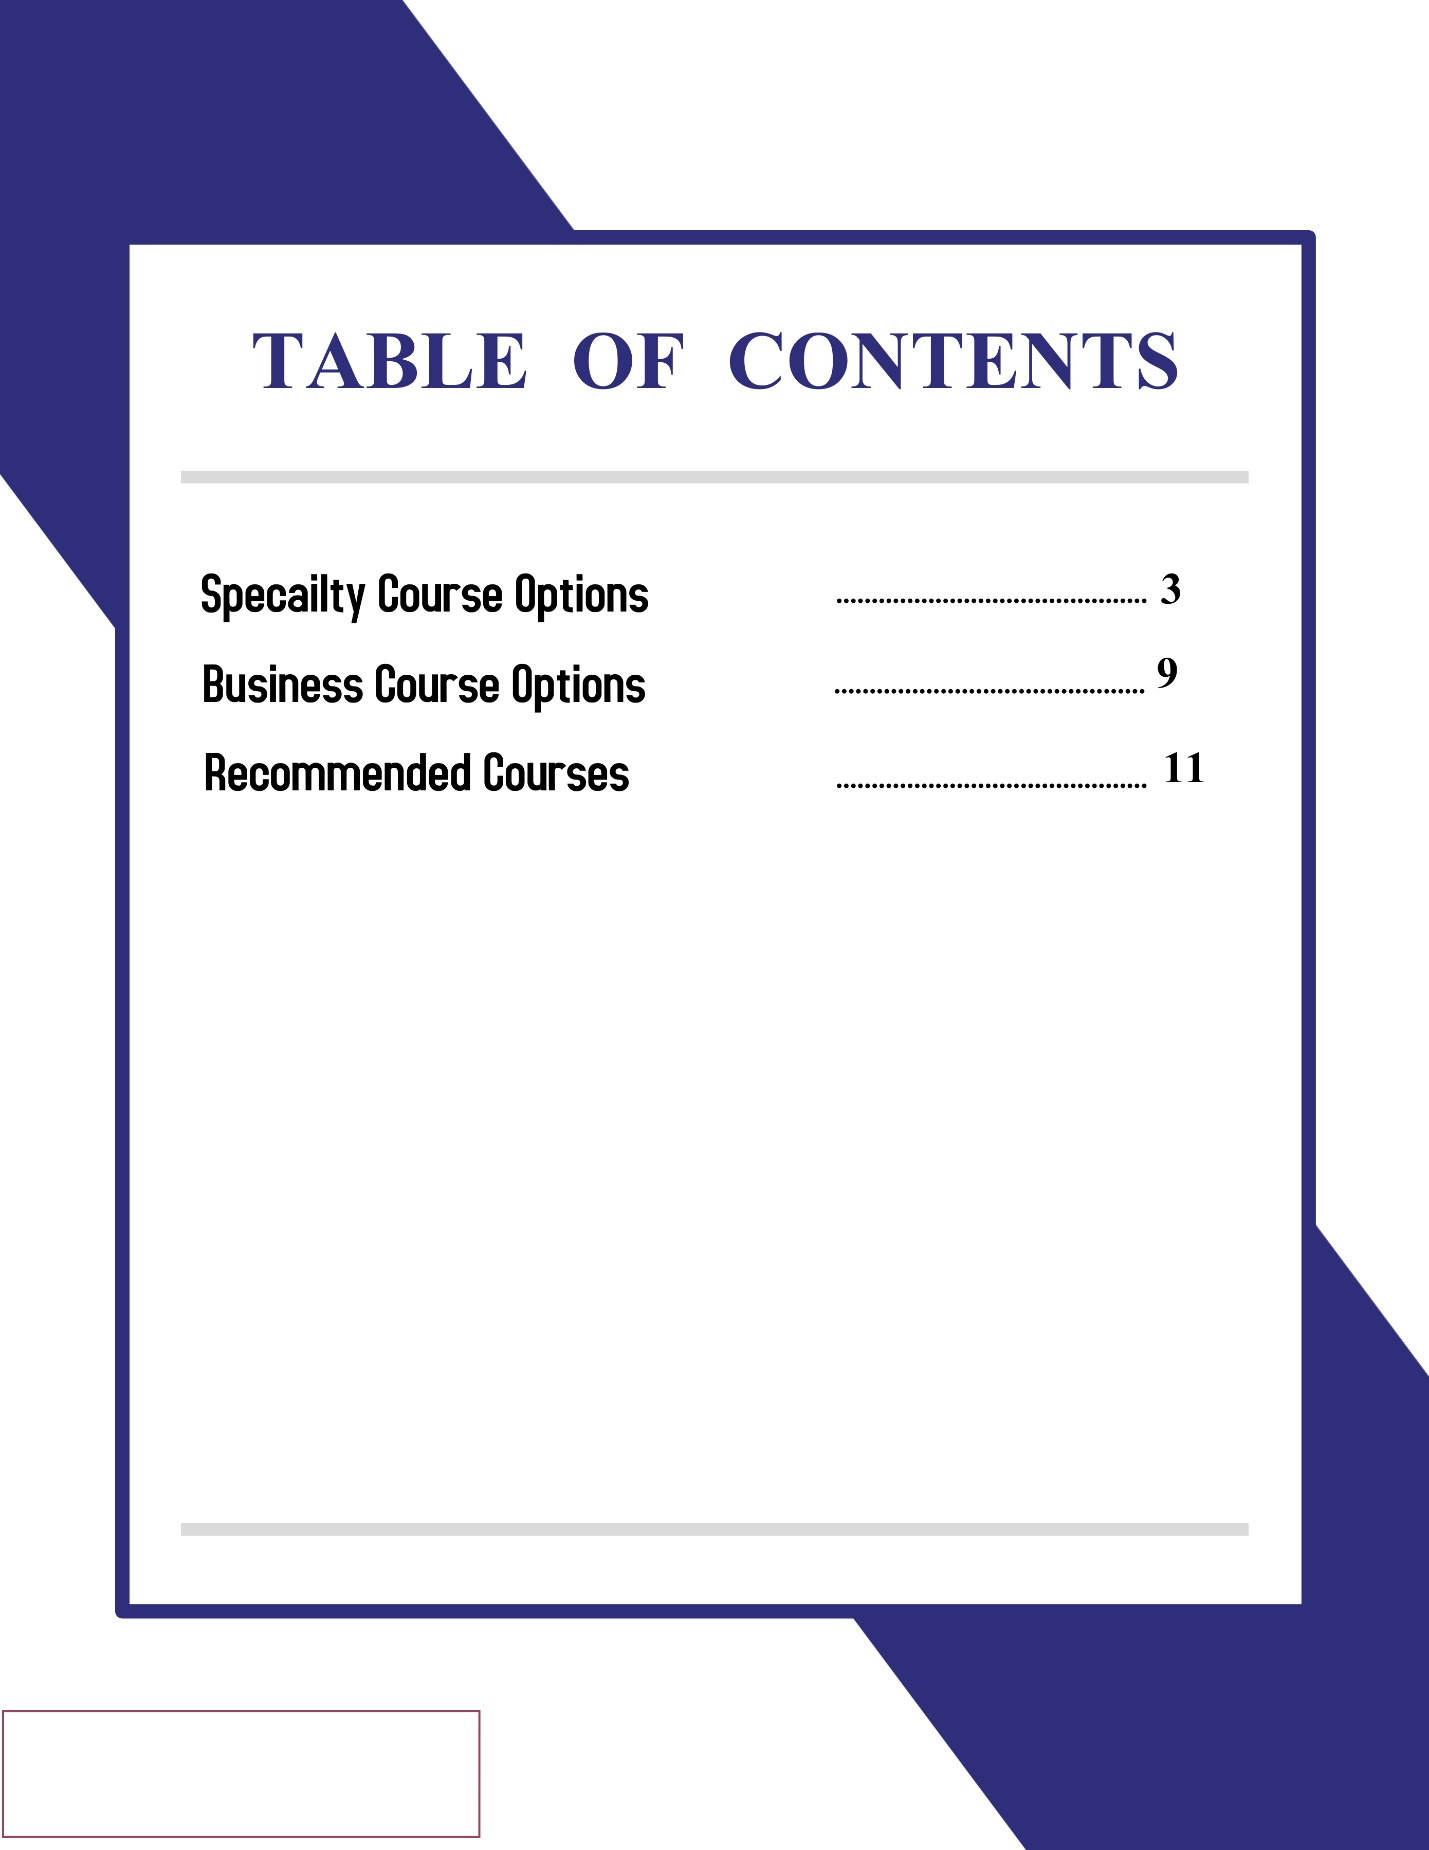 TABLE OF CONTENTS
Specailty Course Options ............................................ 3
Business Course Options ............................................ 9
Recommended Courses ............................................ 11